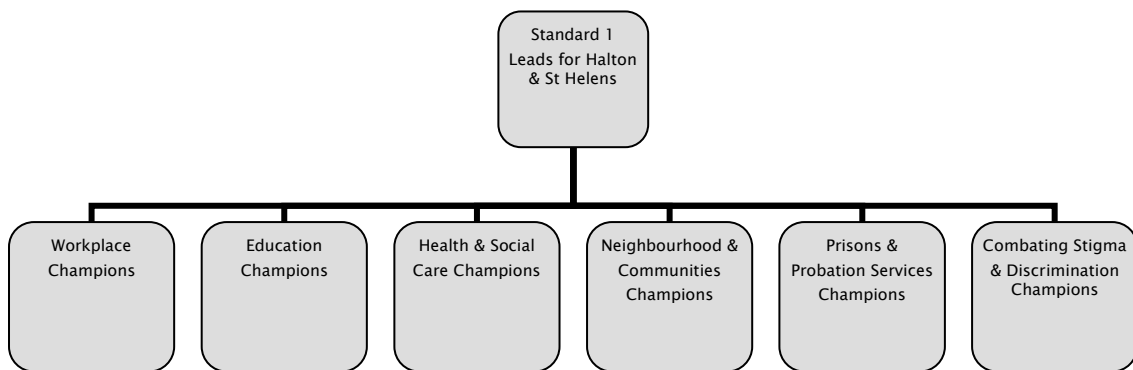 Standard 1
Leads for Halton
& St Helens
Workplace
Champions
Education
Champions
Health & Social
Care Champions
Neighbourhood &
Communities
Champions
Prisons &
Probation Services
Champions
Combating Stigma
& Discrimination
Champions